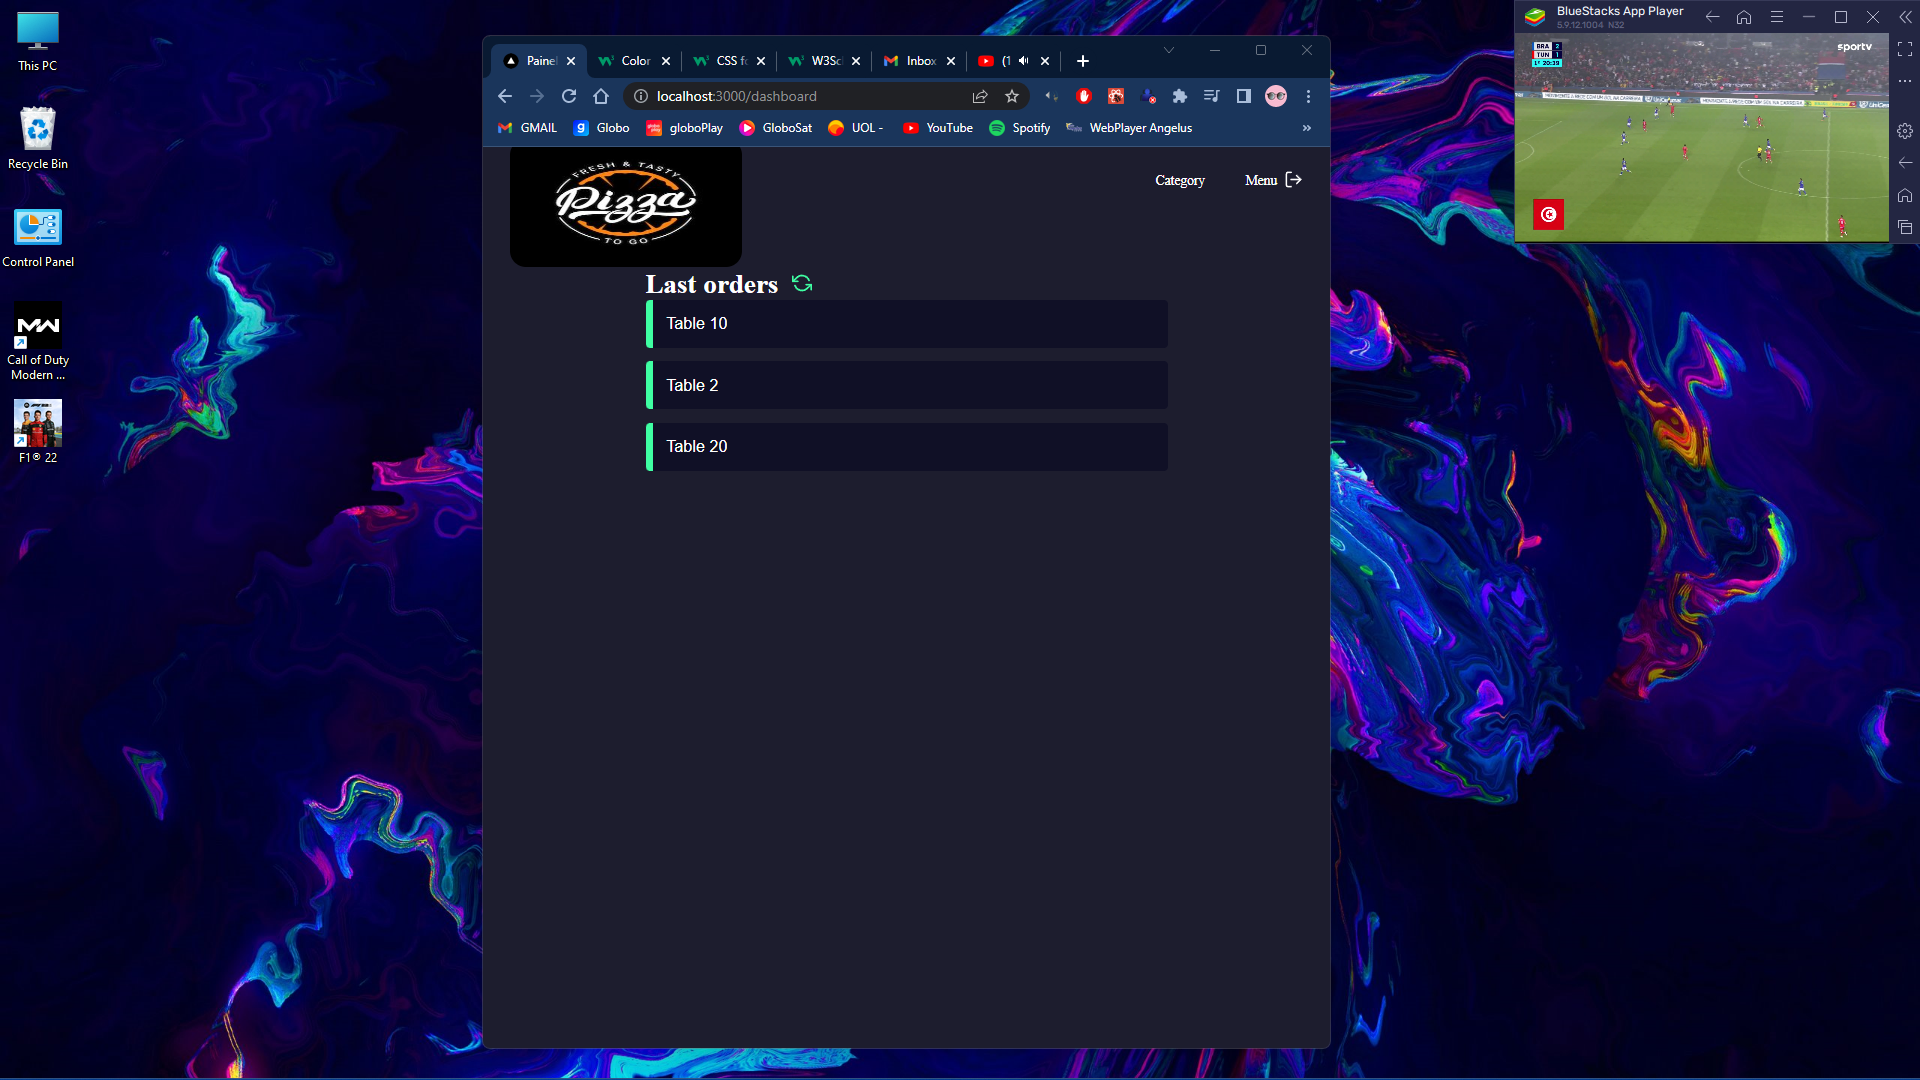 This PC
Recycle Bin
Control Panel
Call of Duty
Modern ...
F1® 22
Painel
Color
CSS fo
W3Sc
Inbox
(1
localhost:3000/dashboard
GMAIL
Globo
globoPlay
GloboSat
UOL -
YouTube
Spotify
WebPlayer Angelus
»
FRESH & TASTY
Pizza
TO GO
Category
Menu
Last orders
Table 10
Table 2
Table 20
BlueStacks App Player
5.9.12.1004 N32
BRA 2
TUN 1
1º 20:39
sportv